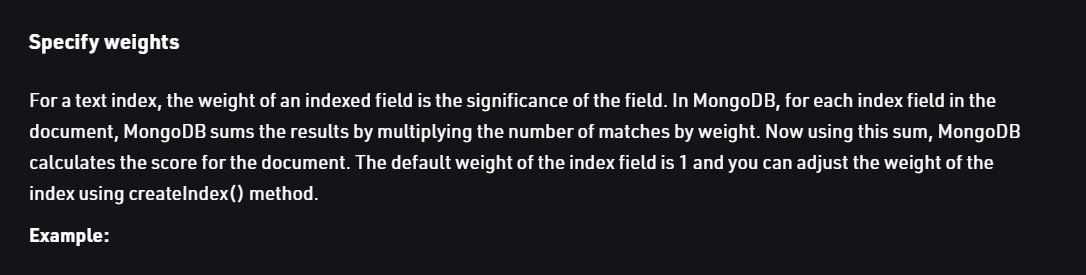 Specify weights
For a text index, the weight of an indexed field is the significance of the field. In MongoDB, for each index field in the
document, MongoDB sums the results by multiplying the number of matches by weight. Now using this sum, MongoDB
calculates the score for the document. The default weight of the index field is 1 and you can adjust the weight of the
index using createIndex() method.
Example: